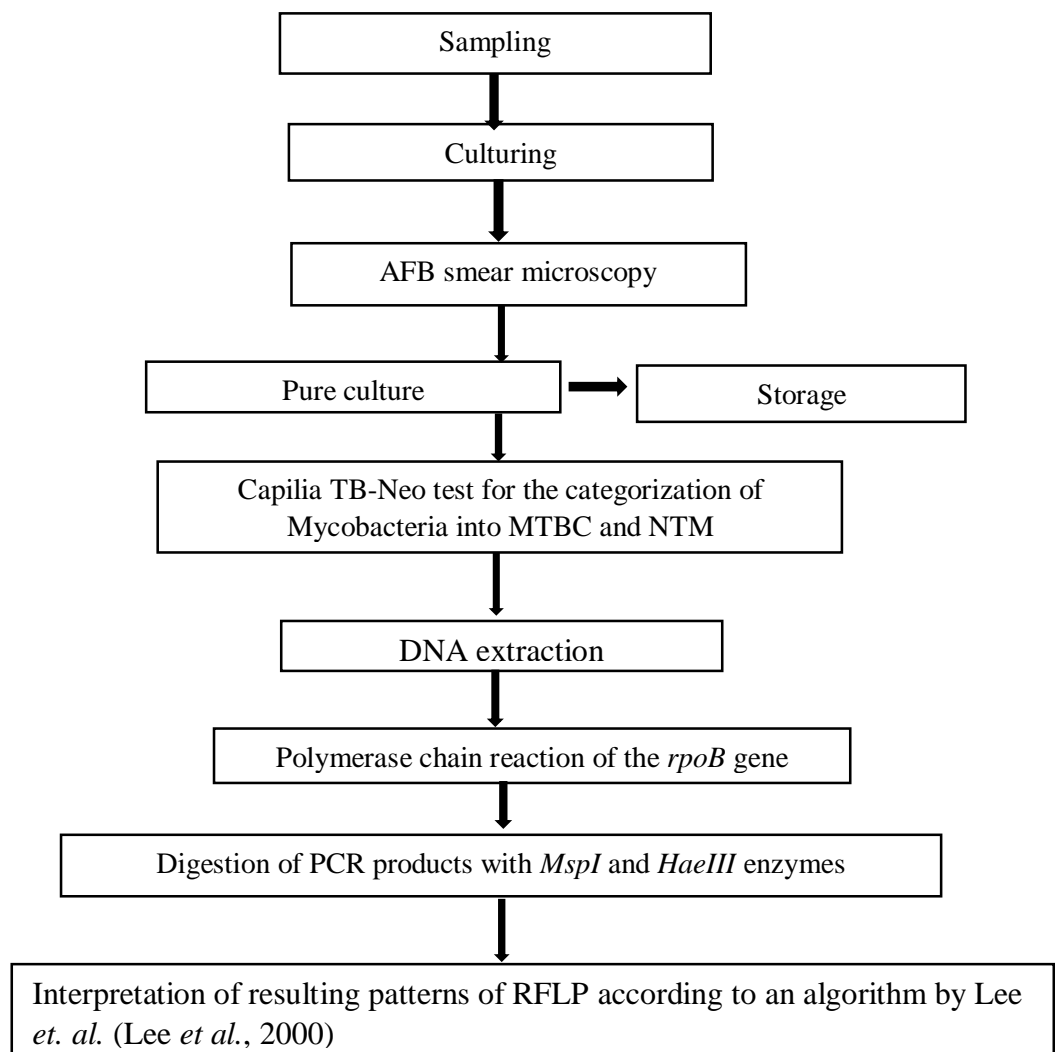 Sampling
Culturing
AFB smear microscopy
Pure culture
Storage
Capilia TB-Neo test for the categorization of
Mycobacteria into MTBC and NTM
DNA extraction
Polymerase chain reaction of the rpoB gene
Digestion of PCR products with MspI and HaeIII enzymes
Interpretation of resulting patterns of RFLP according to an algorithm by Lee
et. al. (Lee et al., 2000)